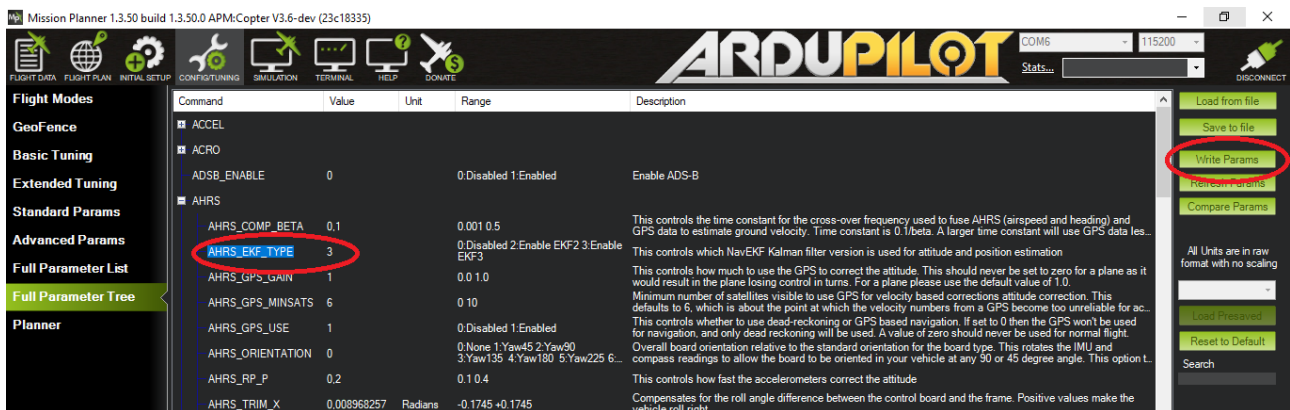 Mission Planner 1.3.50 build 1.3.50.0 APM:Copter V3.6-dev (23c18335)
FLIGHT DATA FLIGHT PLAN INITIAL SETUP CONFIG/TUNING SIMULATION TERMINAL HELP DONATE
ARDUPILOT
COM6 115200
Stats...
DISCONNECT
Flight Modes
GeoFence
Basic Tuning
Extended Tuning
Standard Params
Advanced Params
Full Parameter List
Full Parameter Tree
Planner
Command Value Unit Range Description
ACCEL
ACRO
ADSB_ENABLE 0 0:Disabled 1:Enabled Enable ADS-B
AHRS
AHRS_COMP_BETA 0,1 0.001 0.5 This controls the time constant for the cross-over frequency used to fuse AHRS (airspeed and heading) and
GPS data to estimate ground velocity. Time constant is 0.1/beta. A larger time constant will use GPS data les...
AHRS_EKF_TYPE 3 0:Disabled 2:Enable EKF2 3:Enable
EKF3 This controls which NavEKF Kalman filter version is used for attitude and position estimation
AHRS_GPS_GAIN 1 0.0 1.0 This controls how much to use the GPS to correct the attitude. This should never be set to zero for a plane as it
would result in the plane losing control in turns. For a plane please use the default value of 1.0.
AHRS_GPS_MINSATS 6 0 10 Minimum number of satellites visible to use GPS for velocity based corrections attitude correction. This
defaults to 6, which is about the point at which the velocity numbers from a GPS become too unreliable for ac...
AHRS_GPS_USE 1 0:Disabled 1:Enabled This controls whether to use dead-reckoning or GPS based navigation. If set to 0 then the GPS won't be used
for navigation, and only dead reckoning will be used. A value of zero should never be used for normal flight.
AHRS_ORIENTATION 0 0:None 1:Yaw45 2:Yaw90
3:Yaw135 4:Yaw180 5:Yaw225 6:... Overall board orientation relative to the standard orientation for the board type. This rotates the IMU and
compass readings to allow the board to be oriented in your vehicle at any 90 or 45 degree angle. This option t...
AHRS_RP_P 0,2 0.1 0.4 This controls how fast the accelerometers correct the attitude
AHRS_TRIM_X 0,008968257 Radians -0.1745 +0.1745 Compensates for the roll angle difference between the control board and the frame. Positive values make the
vehicle roll right
Load from file
Save to file
Write Params
Refresh Params
Compare Params
All Units are in raw
format with no scaling
Load Presaved
Reset to Default
Search